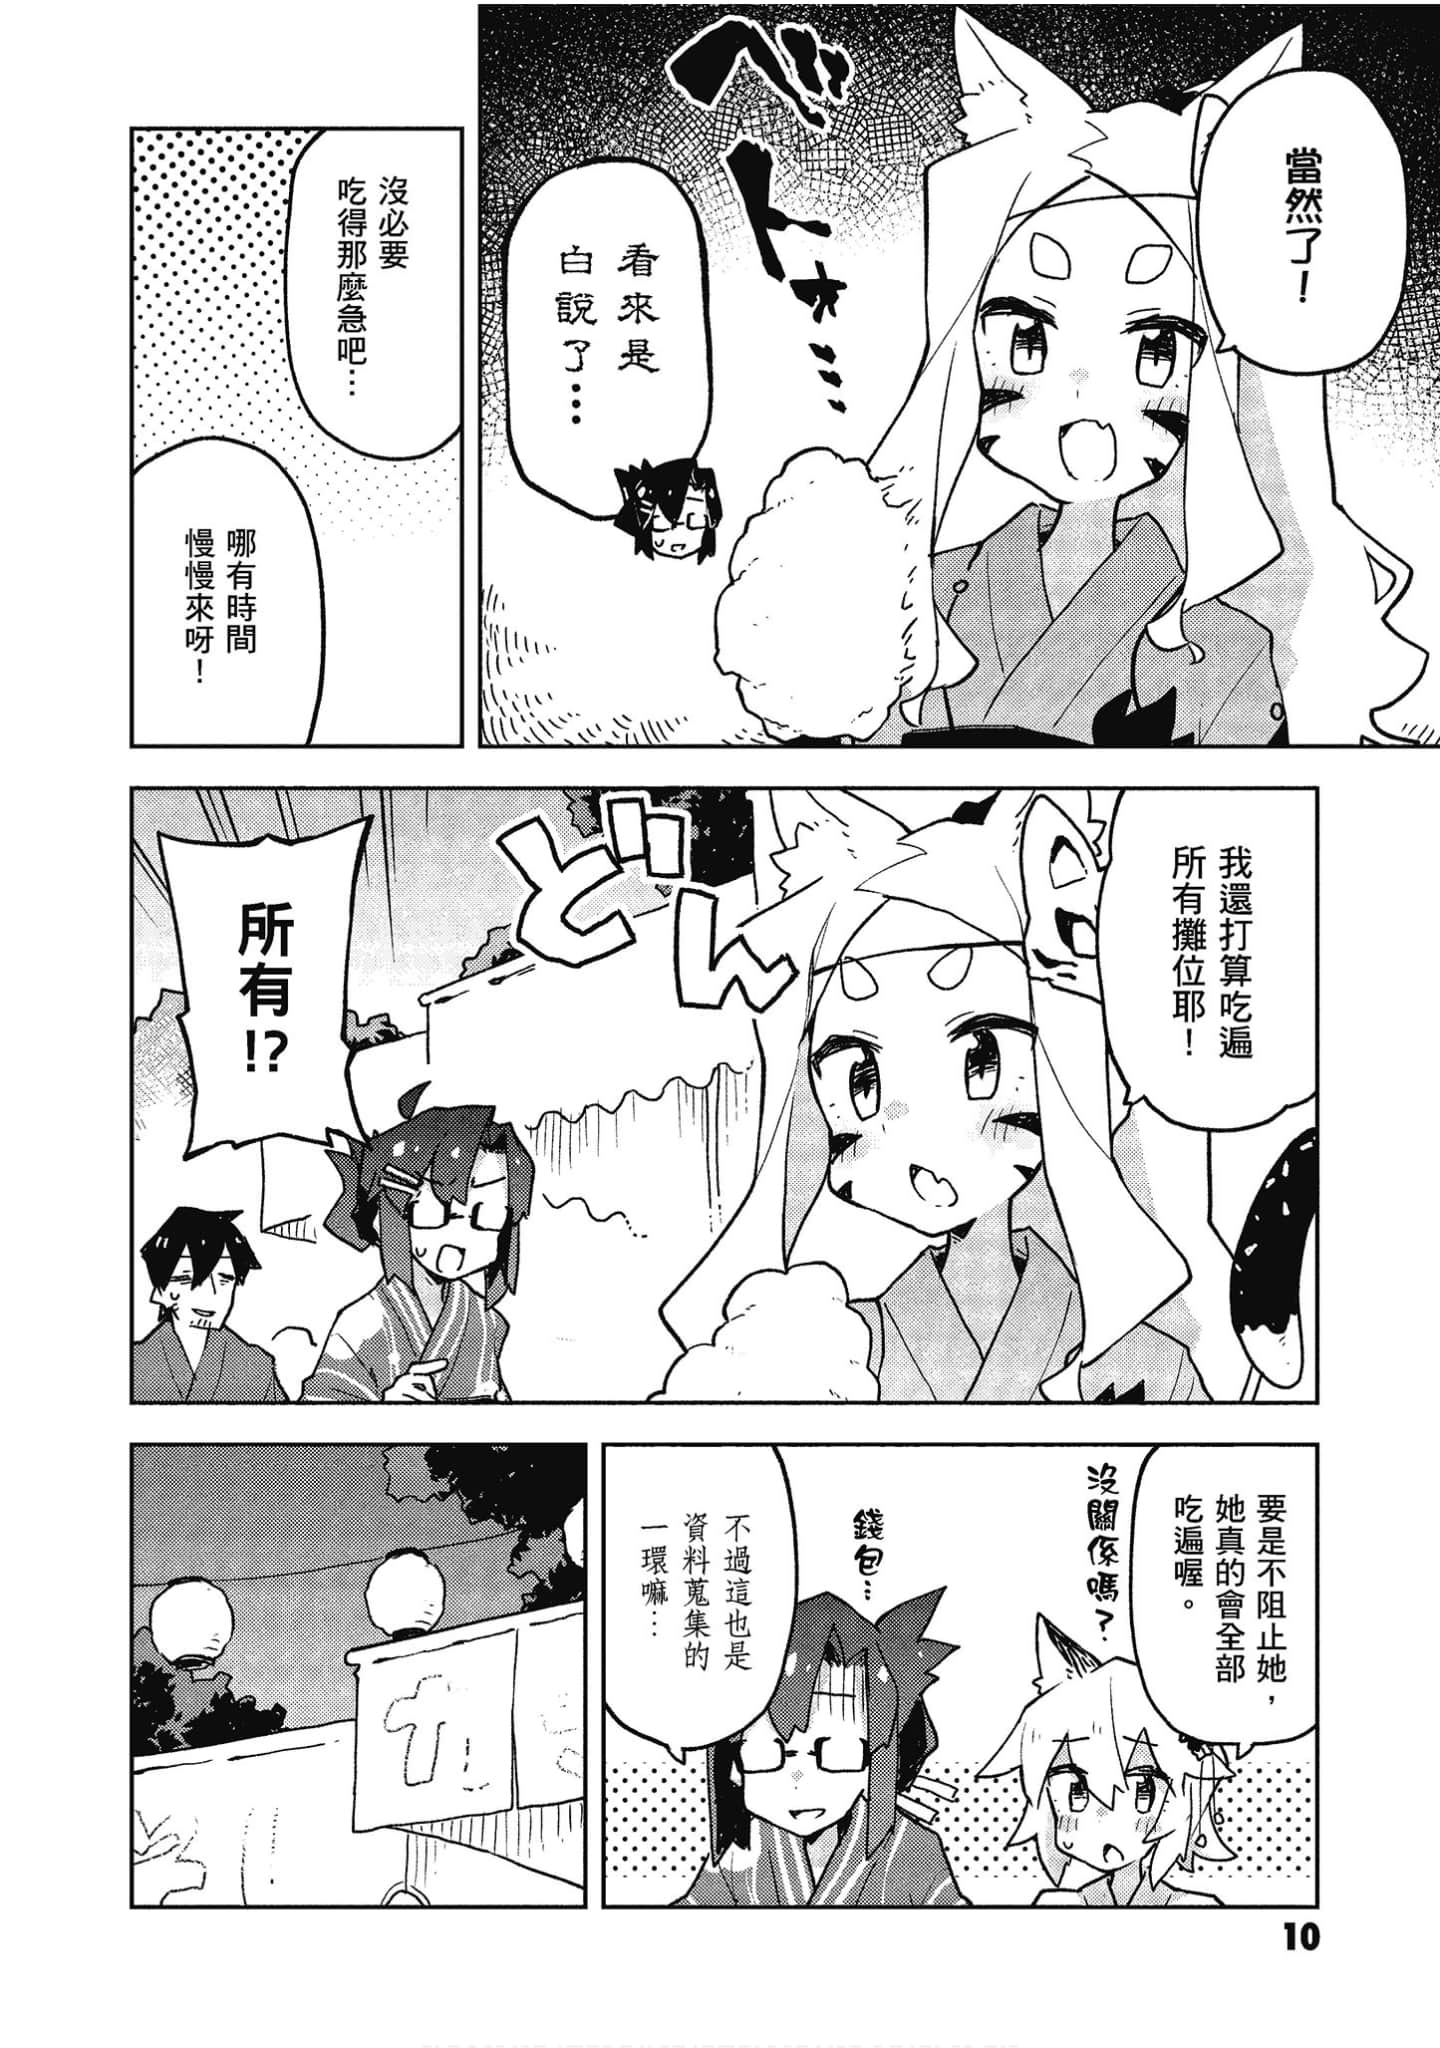 當然了！
ベトォ…
看來是
白說了…
沒必要
吃得那麼急吧…
哪有時間
慢慢來呀！
我還打算吃遍
所有攤位耶！
どどん
所有!?
要是不阻止她，
她真的會全部
吃遍喔。
沒關係嗎？
錢包…
不過這也是
資料蒐集的
一環嘛…
10